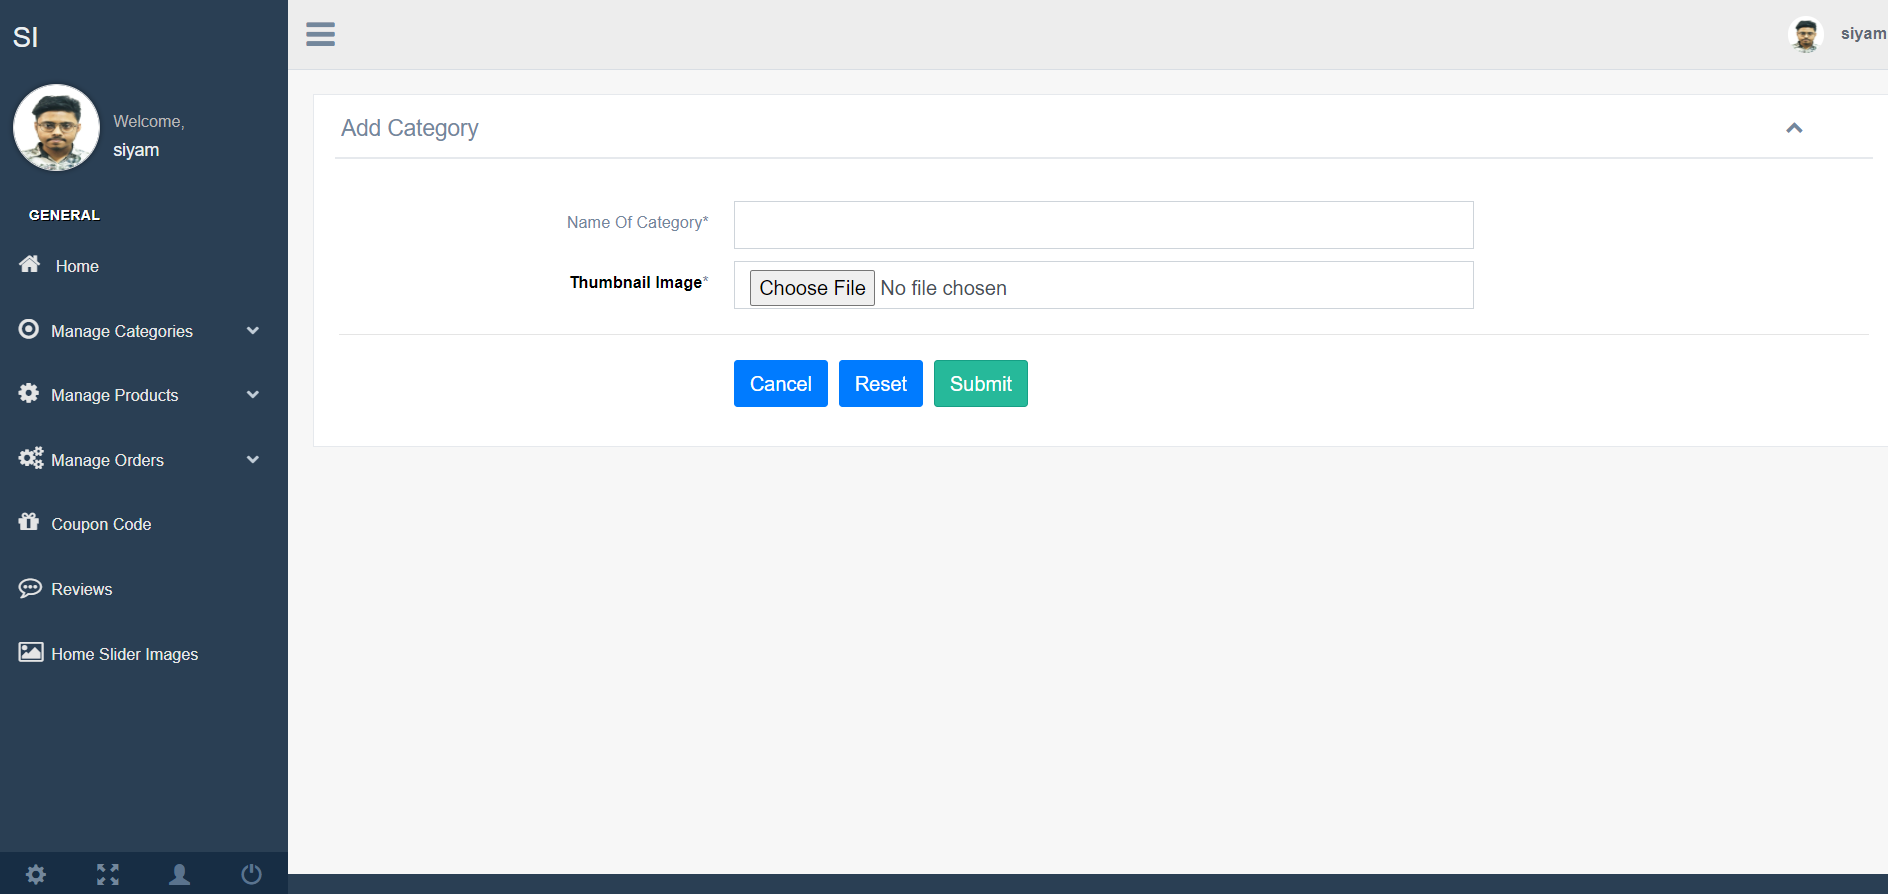 SI
Welcome,
siyam
GENERAL
Home
Manage Categories
Manage Products
Manage Orders
Coupon Code
Reviews
Home Slider Images
siyam
Add Category
Name Of Category*
Thumbnail Image*
Choose File No file chosen
Cancel Reset Submit